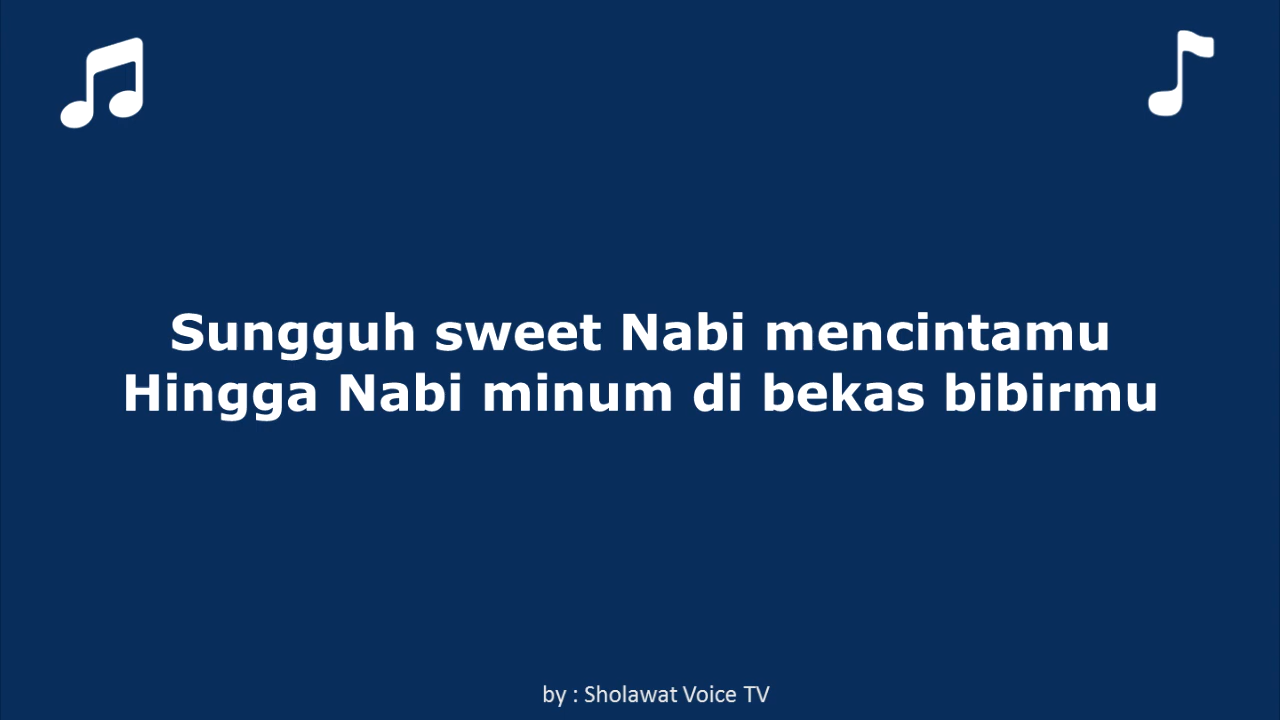 Sungguh sweet Nabi mencintamu
Hingga Nabi minum di bekas bibirmu
by : Sholawat Voice TV